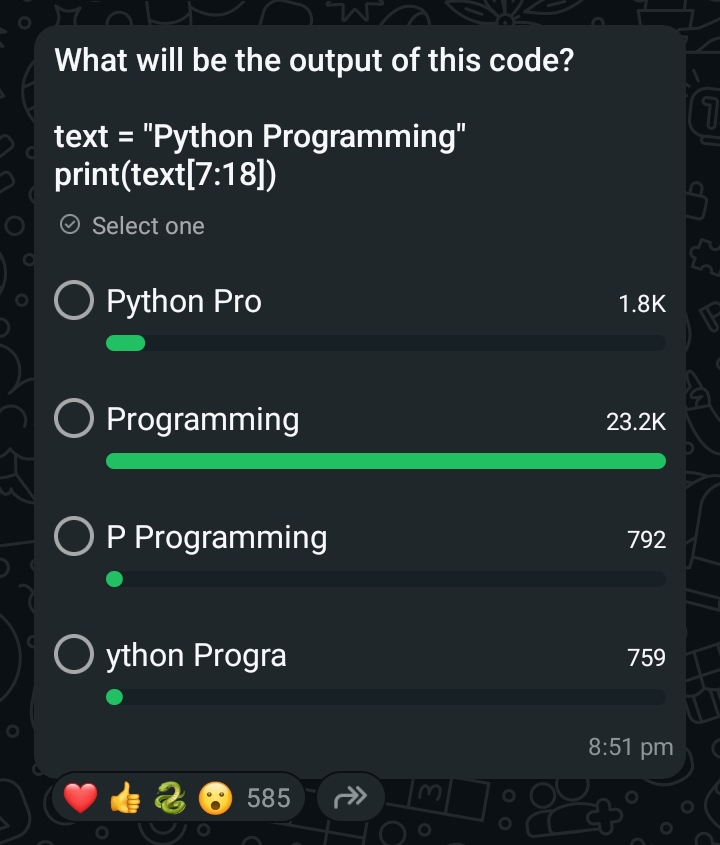 What will be the output of this code?
text = "Python Programming"
print(text[7:18])
Select one
Python Pro 1.8K
Programming 23.2K
P Programming 792
ython Progra 759
8:51 pm
585